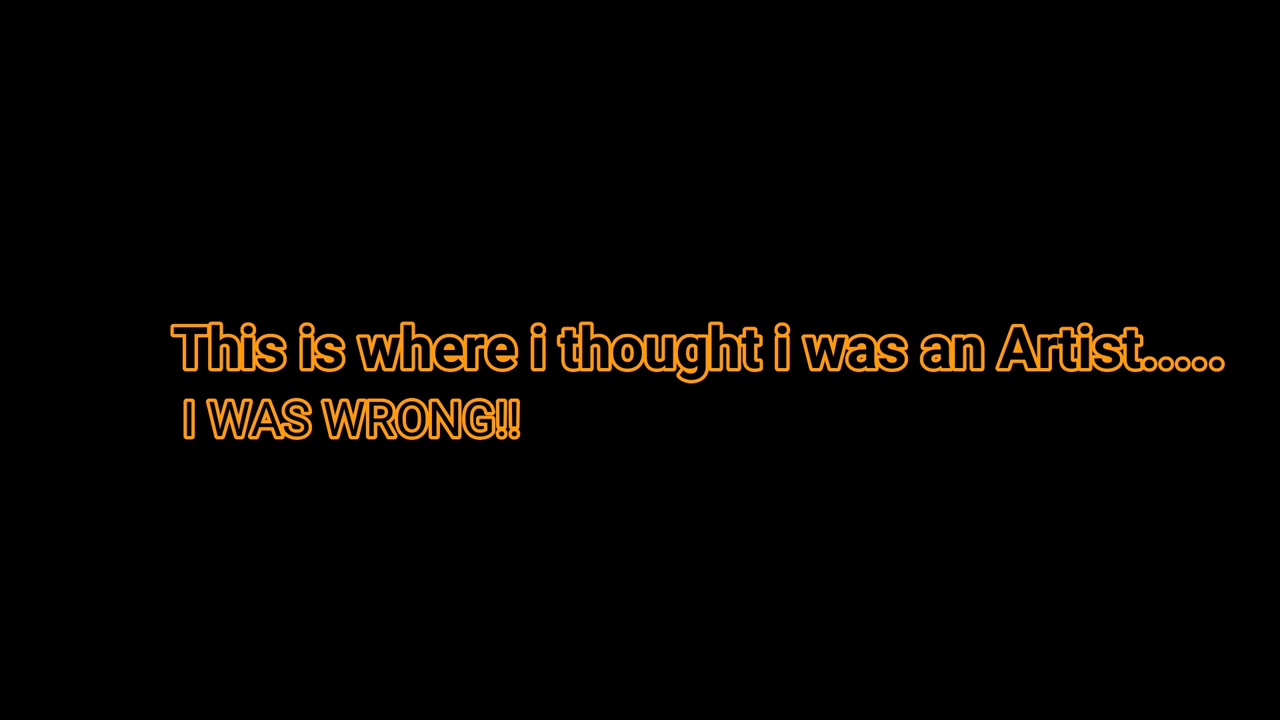 This is where i thought i was an Artist.....
I WAS WRONG!!